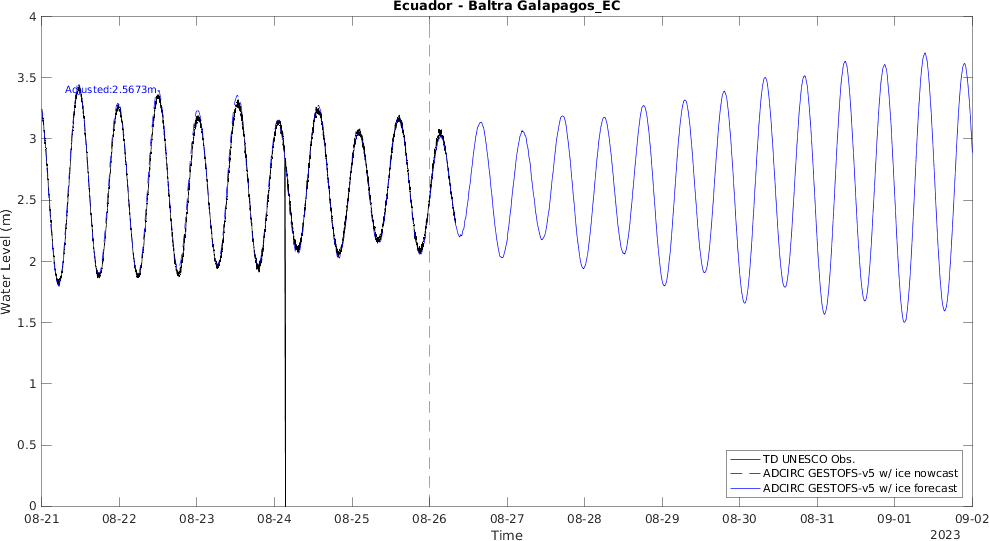 Ecuador - Baltra Galapagos_EC
4
3.5
3
2.5
2
1.5
1
0.5
0
Water Level (m)
Adjusted:2.5673m
TD UNESCO Obs.
ADCIRC GESTOFS-v5 w/ ice nowcast
ADCIRC GESTOFS-v5 w/ ice forecast
08-21 08-22 08-23 08-24 08-25 08-26 08-27 08-28 08-29 08-30 08-31 09-01 09-02
Time
2023